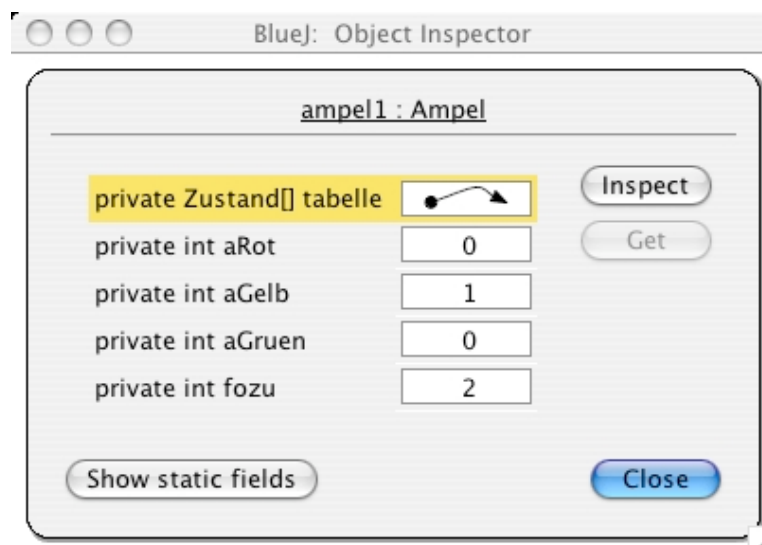 BlueJ: Object Inspector
ampel1 : Ampel
private Zustand[] tabelle
Inspect
private int aRot 0
Get
private int aGelb 1
private int aGruen 0
private int fozu 2
Show static fields
Close